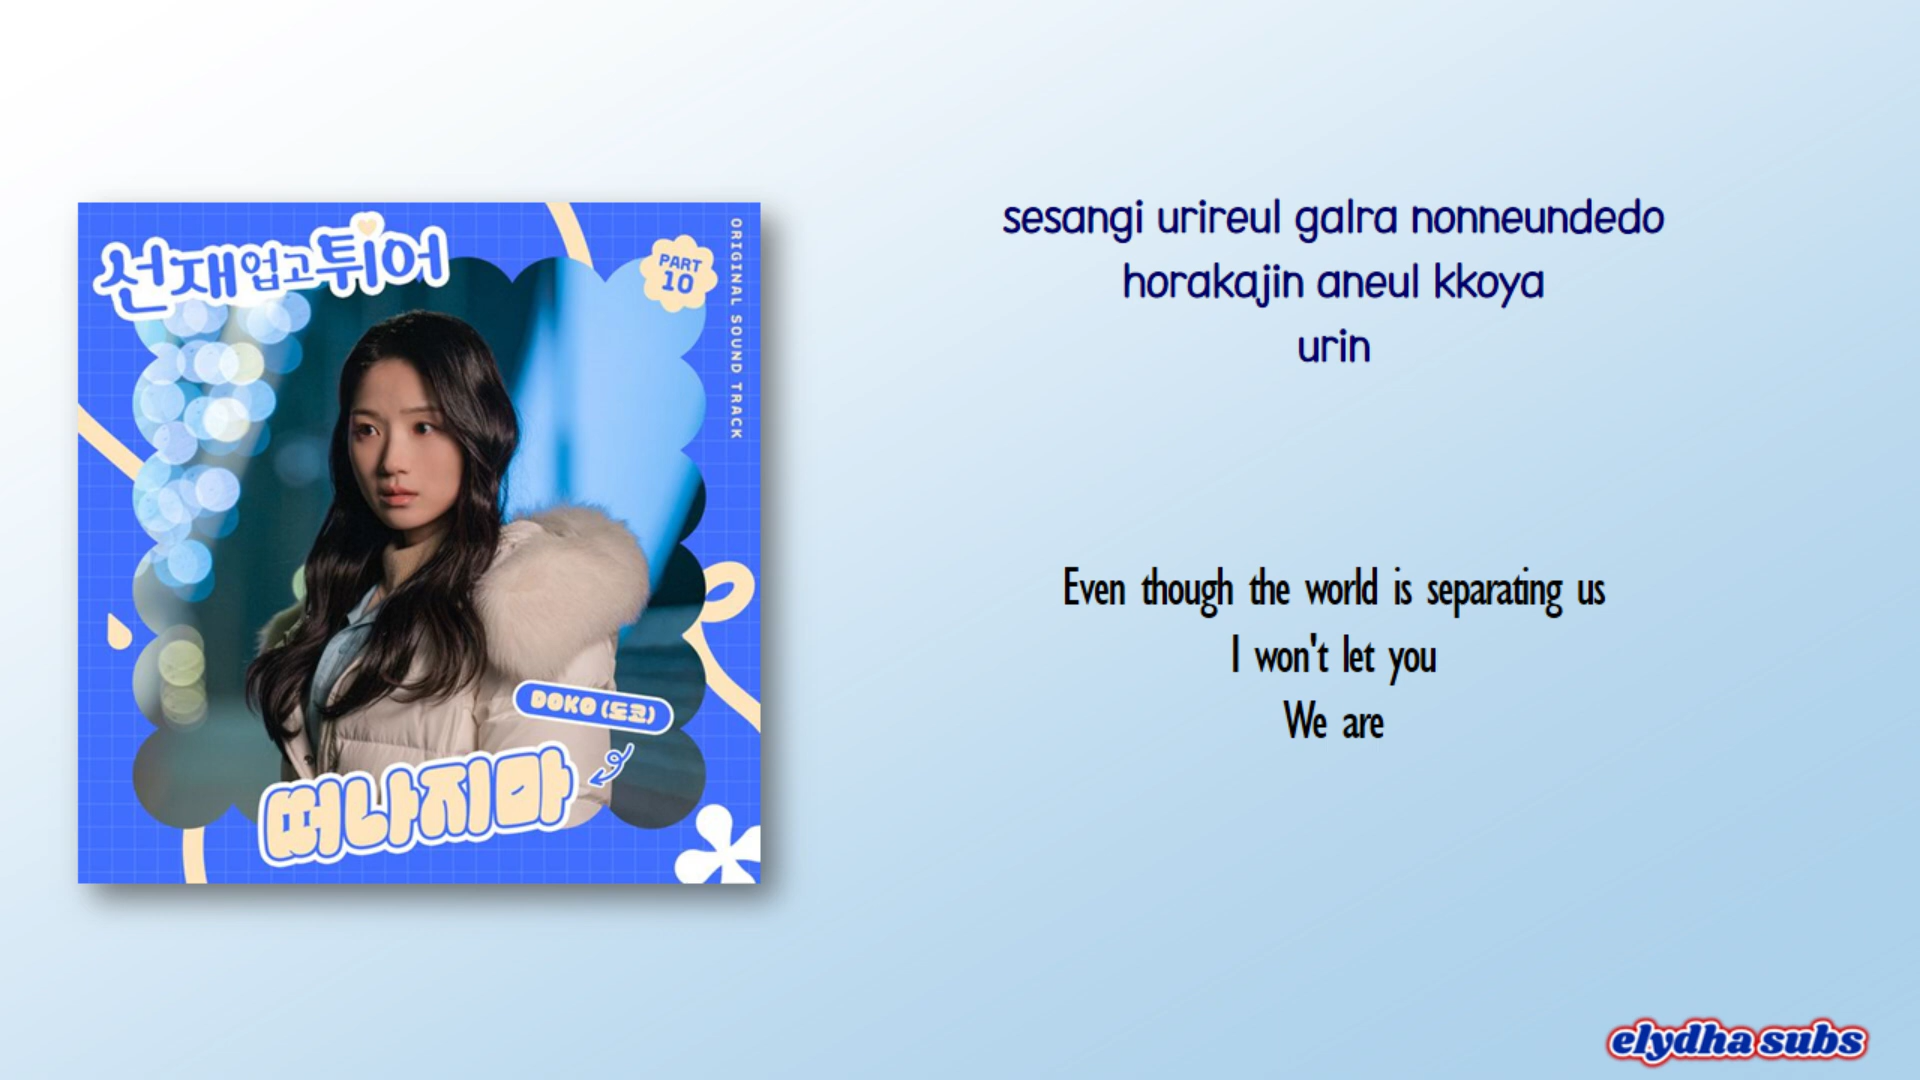 선재업고튀어
PART
10
ORIGINAL SOUND TRACK
DOKO (도코)
떠나지마
sesangi urireul galra nonneundedo
horakajin aneul kkoya
urin
Even though the world is separating us
I won't let you
We are
elydha subs